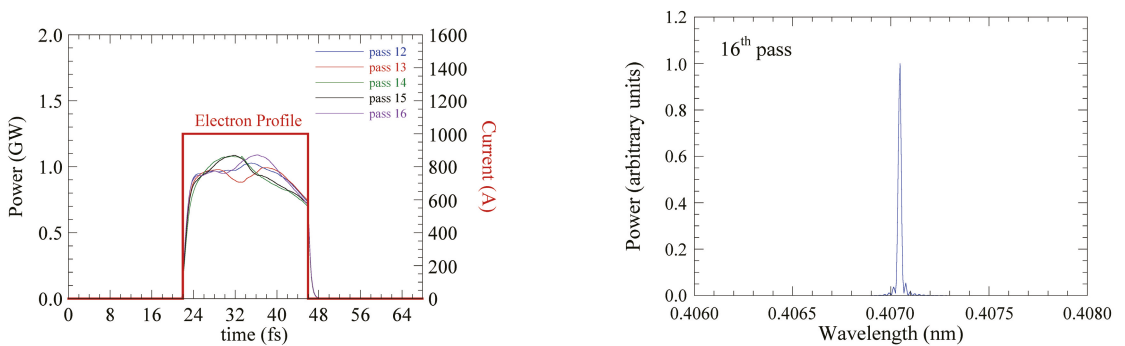 2.0
1.5
1.0
0.5
0.0
Power (GW)
0 8 16 24 32 40 48 56 64
time (fs)
1600
1400
1200
1000
800
600
400
200
0
Current (A)
pass 12
pass 13
pass 14
pass 15
pass 16
Electron Profile
1.2
1.0
0.8
0.6
0.4
0.2
0.0
Power (arbitrary units)
16th pass
0.4060 0.4065 0.4070 0.4075 0.4080
Wavelength (nm)